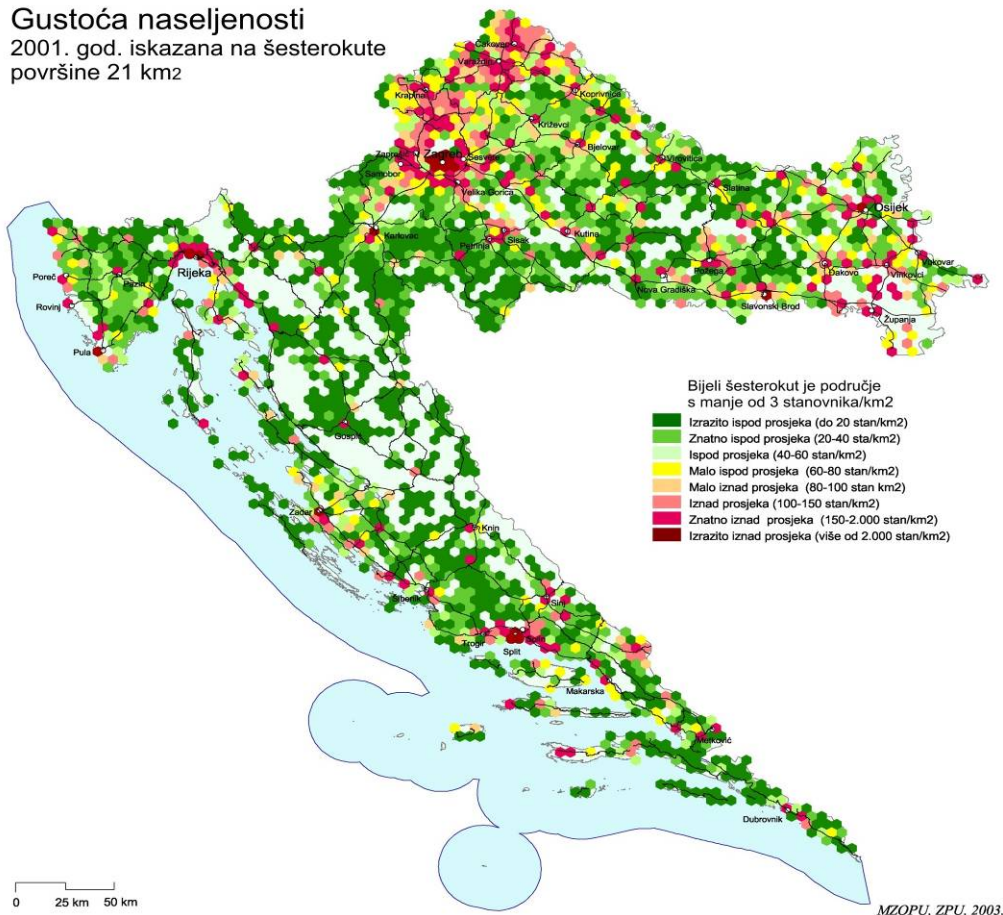 Gustoća naseljenosti
2001. god. iskazana na šesterokute
površine 21 km2
Čakovec
Varaždin
Krapina
Koprivnica
Križevci
Bjelovar
Zaprešić
Zagreb
Sesvete
Samobor
Virovitica
Velika Gorica
Slatina
Osijek
Karlovac
Petrinja
Sisak
Kutina
Vukovar
Poreč
Pazin
Rijeka
Požega
Đakovo
Vinkovci
Rovinj
Nova Gradiška
Slavonski Brod
Županja
Pula
Bijeli šesterokut je područje
s manje od 3 stanovnika/km2
Izrazito ispod prosjeka (do 20 stan/km2)
Znatno ispod prosjeka (20-40 sta/km2)
Ispod prosjeka (40-60 stan/km2)
Malo ispod prosjeka (60-80 stan/km2)
Malo iznad prosjeka (80-100 stan km2)
Iznad prosjeka (100-150 stan/km2)
Znatno iznad prosjeka (150-2.000 stan/km2)
Izrazito iznad prosjeka (više od 2.000 stan/km2)
Gospić
Zadar
Knin
Šibenik
Sinj
Trogir
Solin
Split
Makarska
Metković
Dubrovnik
0 25 km 50 km
MZOPU, ZPU, 2003.